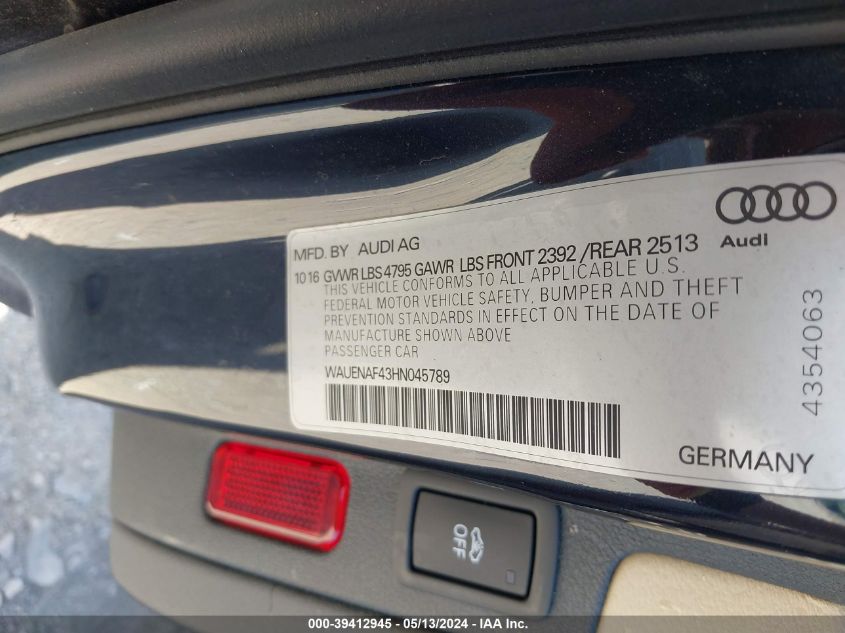 Audi
MFD. BY AUDI AG
10 16 GVWR LBS 4795 GAWR LBS FRONT 2392 /REAR 2513
THIS VEHICLE CONFORMS TO ALL APPLICABLE U.S.
FEDERAL MOTOR VEHICLE SAFETY, BUMPER AND THEFT
PREVENTION STANDARDS IN EFFECT ON THE DATE OF
MANUFACTURE SHOWN ABOVE
PASSENGER CAR
WAUENAF43HN045789
4354063
GERMANY
OFF
000-39412945 - 05/13/2024 - IAA Inc.